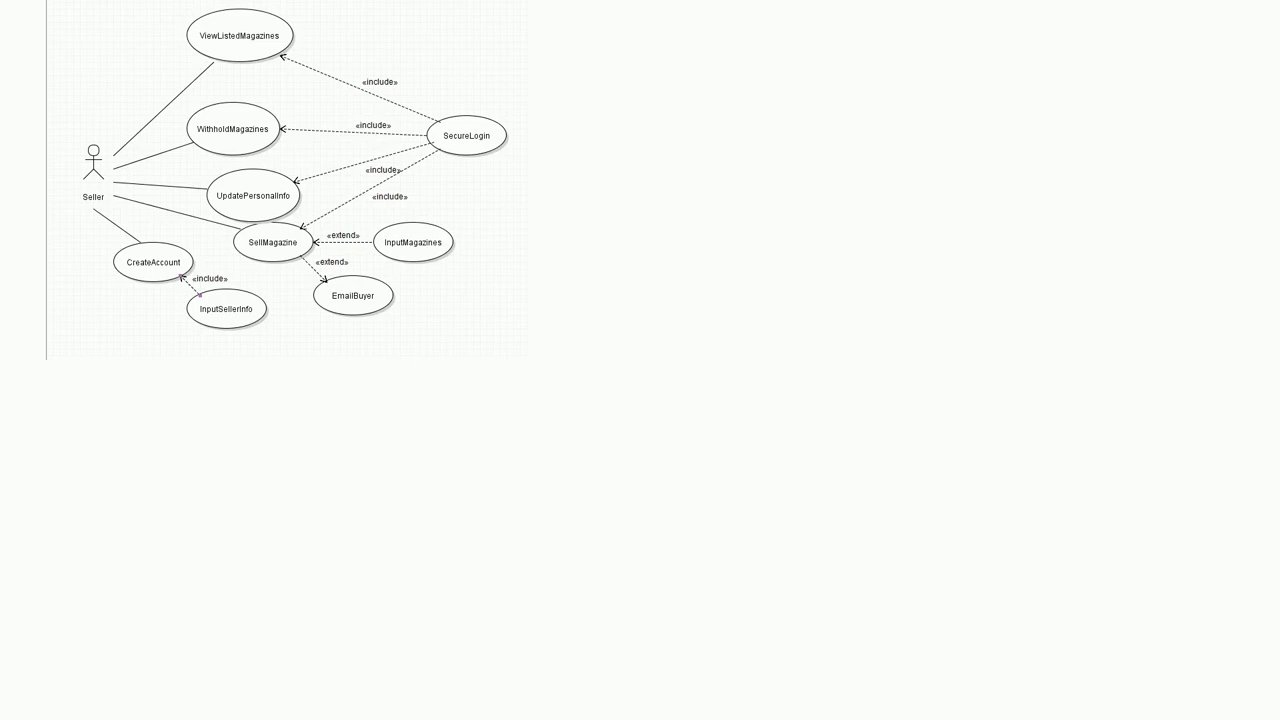 ViewListedMagazines
«include»
«include»
WithholdMagazines
SecureLogin
«include»
Seller
UpdatePersonalInfo
«include»
«extend»
SellMagazine
InputMagazines
CreateAccount
«extend»
«include»
EmailBuyer
InputSellerInfo